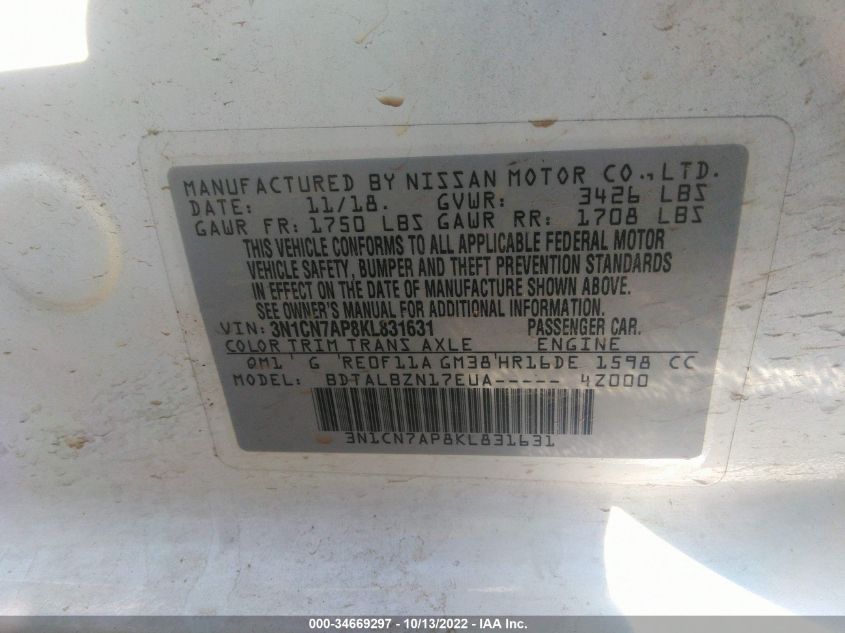 MANUFACTURED BY NISSAN MOTOR CO., LTD.
DATE: 11/18. GVWR: 3426 LBS
GAWR FR: 1750 LBS GAWR RR: 1708 LBS
THIS VEHICLE CONFORMS TO ALL APPLICABLE FEDERAL MOTOR
VEHICLE SAFETY, BUMPER AND THEFT PREVENTION STANDARDS
IN EFFECT ON THE DATE OF MANUFACTURE SHOWN ABOVE.
SEE OWNER'S MANUAL FOR ADDITIONAL INFORMATION.
VIN: 3N1CN7AP8KL831631 PASSENGER CAR.
COLOR TRIM TRANS AXLE ENGINE
QM1 G RE0F11A GM38 HR16DE 1598 CC
MODEL: BDTALBZN17EUA----- 4Z000
3N1CN7AP8KL831631
000-34669297 - 10/13/2022 - IAA Inc.